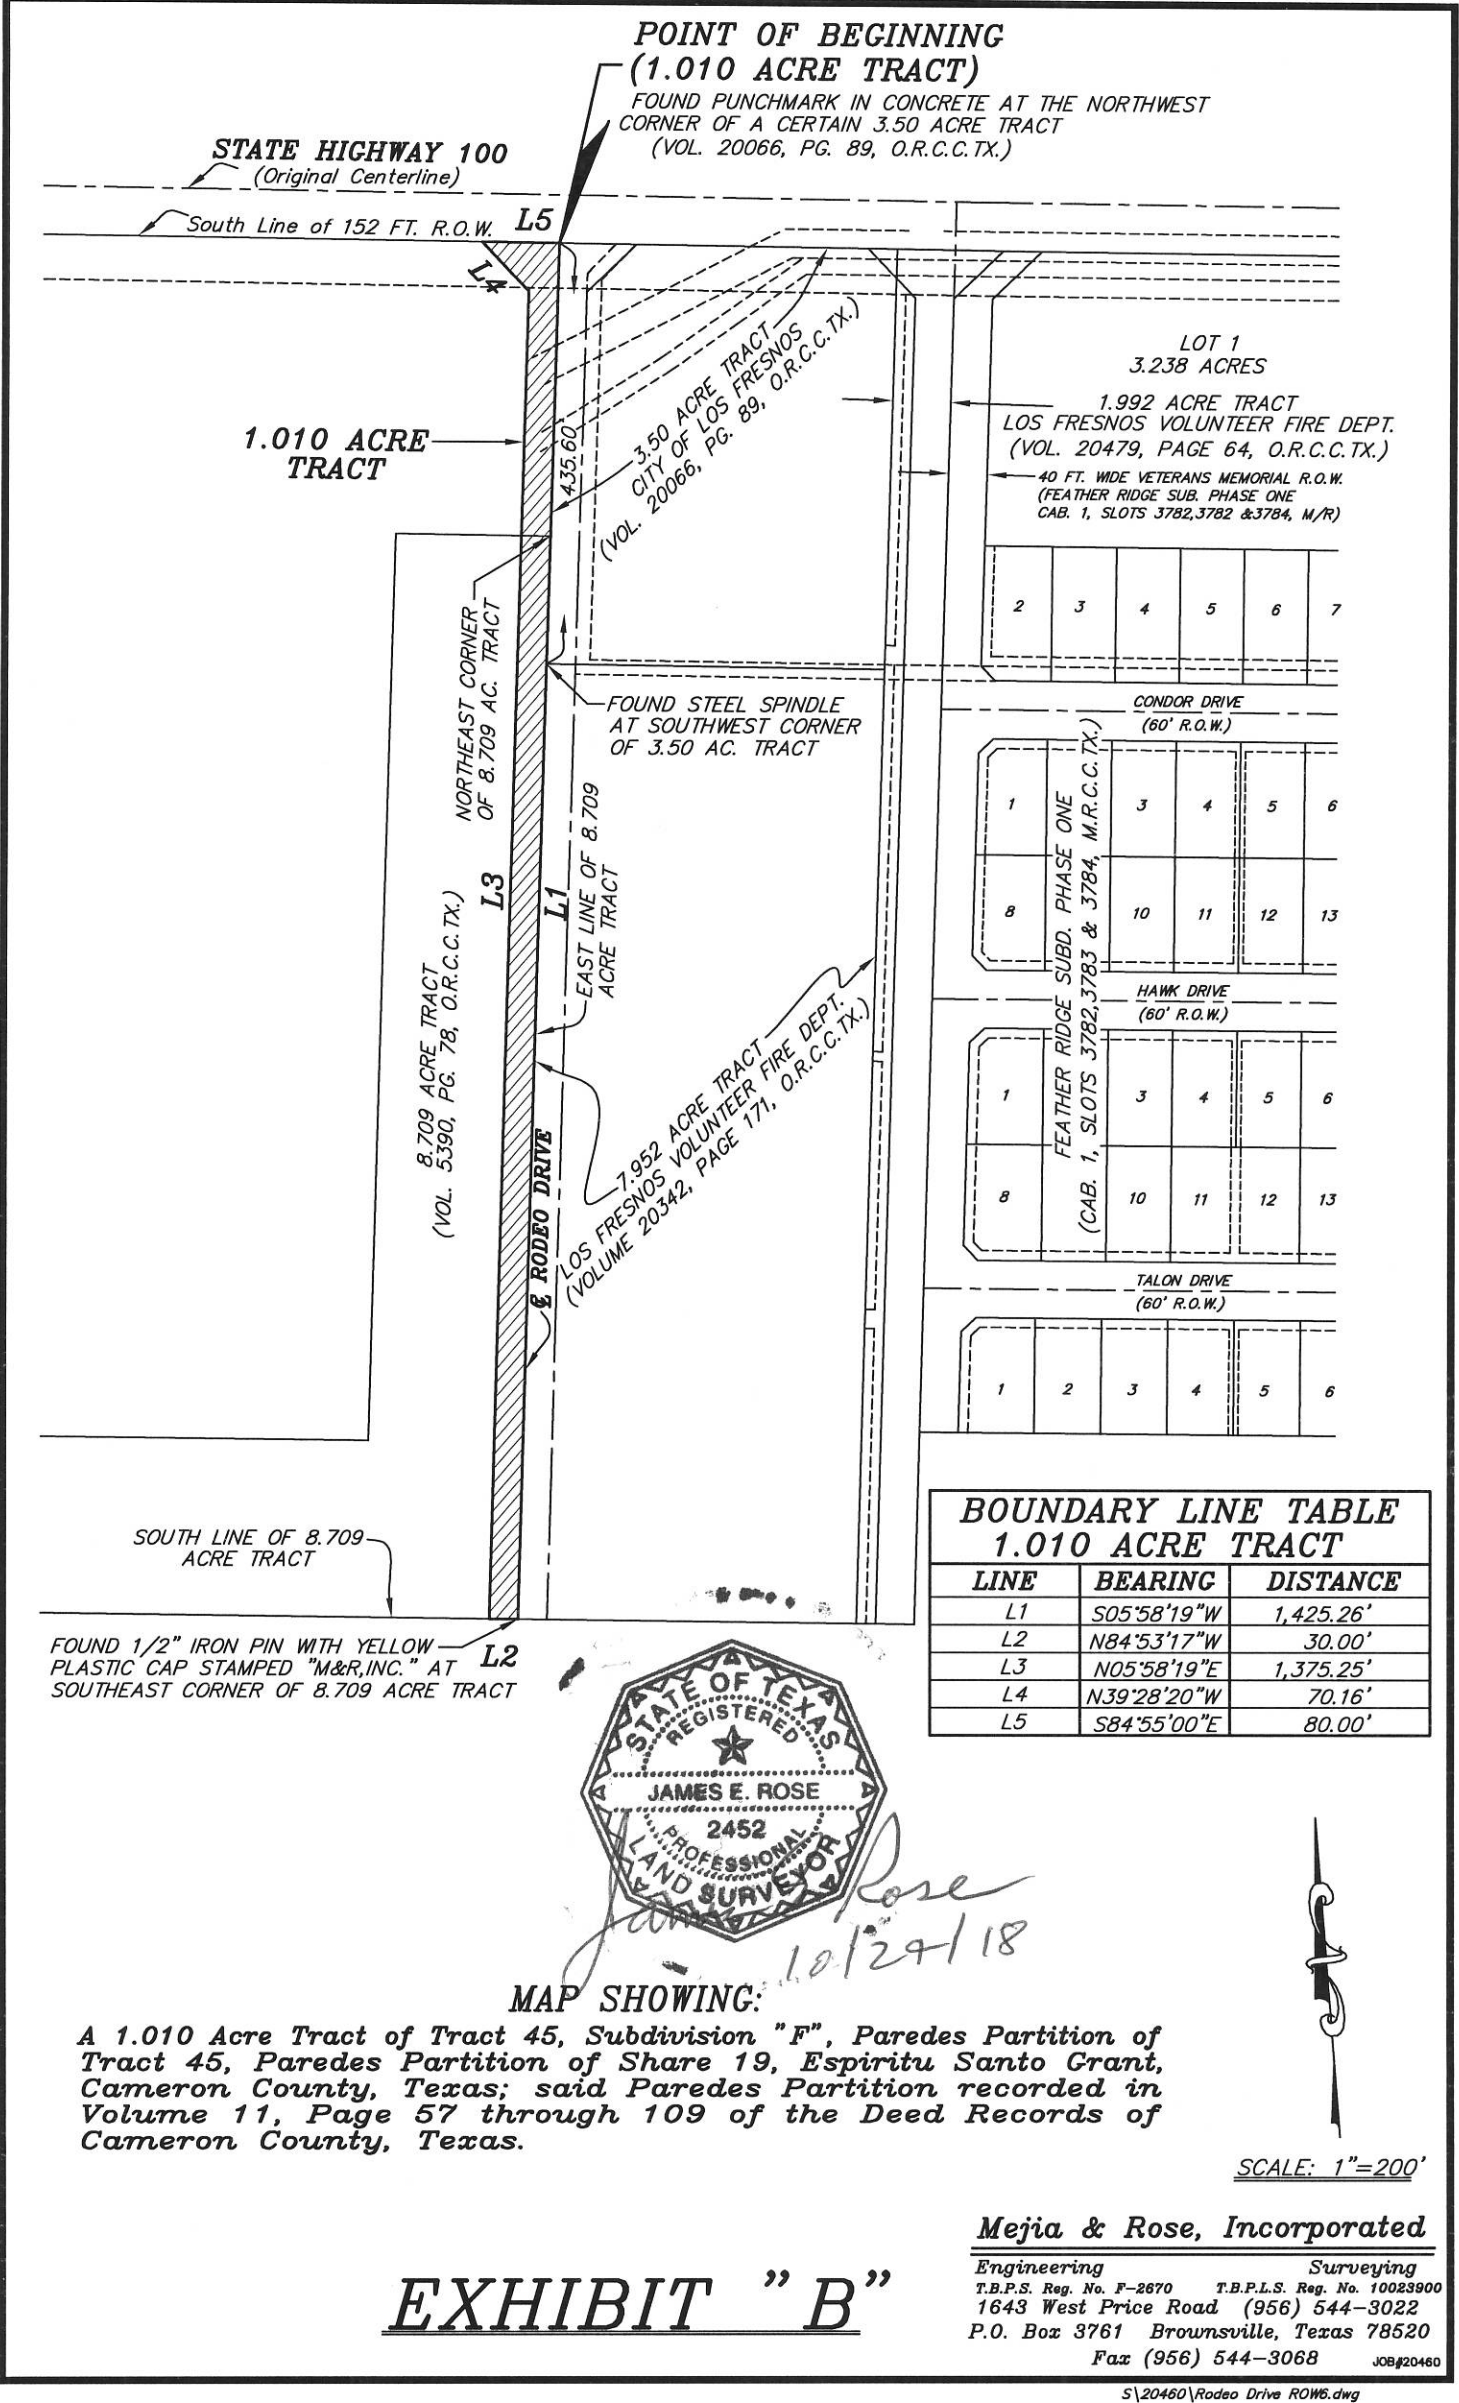 POINT OF BEGINNING
(1.010 ACRE TRACT)
FOUND PUNCHMARK IN CONCRETE AT THE NORTHWEST
CORNER OF A CERTAIN 3.50 ACRE TRACT
(VOL. 20066, PG. 89, O.R.C.C.TX.)
STATE HIGHWAY 100
(Original Centerline)
South Line of 152 FT. R.O.W.
L5
L4
3.50 ACRE TRACT
CITY OF LOS FRESNOS
(VOL. 20066, PG. 89, O.R.C.C.TX.)
435.60
1.010 ACRE
TRACT
LOT 1
3.238 ACRES
1.992 ACRE TRACT
LOS FRESNOS VOLUNTEER FIRE DEPT.
(VOL. 20479, PAGE 64, O.R.C.C.TX.)
40 FT. WIDE VETERANS MEMORIAL R.O.W.
(FEATHER RIDGE SUB. PHASE ONE
CAB. 1, SLOTS 3782,3782 &3784, M/R)
2 3 4 5 6 7
NORTHEAST CORNER
OF 8.709 AC. TRACT
FOUND STEEL SPINDLE
AT SOUTHWEST CORNER
OF 3.50 AC. TRACT
CONDOR DRIVE
(60' R.O.W.)
1 3 4 5 6
8 10 11 12 13
FEATHER RIDGE SUBD. PHASE ONE
(CAB. 1, SLOTS 3782,3783 & 3784, M.R.C.C.TX.)
L3
L1
EAST LINE OF 8.709
ACRE TRACT
8.709 ACRE TRACT
(VOL. 5390, PG. 78, O.R.C.C.TX.)
HAWK DRIVE
(60' R.O.W.)
1 3 4 5 6
8 10 11 12 13
7.952 ACRE TRACT
LOS FRESNOS VOLUNTEER FIRE DEPT.
(VOLUME 20342, PAGE 171, O.R.C.C.TX.)
℄ RODEO DRIVE
TALON DRIVE
(60' R.O.W.)
1 2 3 4 5 6
SOUTH LINE OF 8.709
ACRE TRACT
FOUND 1/2" IRON PIN WITH YELLOW
PLASTIC CAP STAMPED "M&R,INC." AT
SOUTHEAST CORNER OF 8.709 ACRE TRACT
L2
BOUNDARY LINE TABLE
1.010 ACRE TRACT
LINE BEARING DISTANCE
L1 S05°58'19"W 1,425.26'
L2 N84°53'17"W 30.00'
L3 N05°58'19"E 1,375.25'
L4 N39°28'20"W 70.16'
L5 S84°55'00"E 80.00'
STATE OF TEXAS
REGISTERED
JAMES E. ROSE
2452
PROFESSIONAL
LAND SURVEYOR
James Rose
10/24/18
MAP SHOWING:
A 1.010 Acre Tract of Tract 45, Subdivision "F", Paredes Partition of
Tract 45, Paredes Partition of Share 19, Espiritu Santo Grant,
Cameron County, Texas; said Paredes Partition recorded in
Volume 11, Page 57 through 109 of the Deed Records of
Cameron County, Texas.
SCALE: 1"=200'
EXHIBIT "B"
Mejia & Rose, Incorporated
Engineering Surveying
T.B.P.S. Reg. No. F-2670 T.B.P.L.S. Reg. No. 10023900
1643 West Price Road (956) 544-3022
P.O. Box 3761 Brownsville, Texas 78520
Fax (956) 544-3068
JOB#20460
S\20460\Rodeo Drive ROW6.dwg